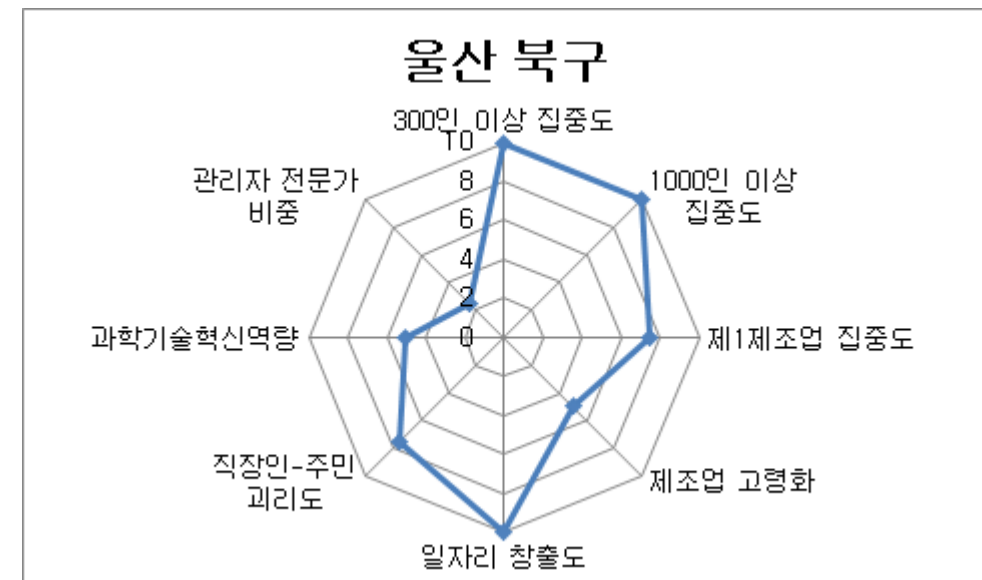 울산 북구
300인 이상 집중도
10
8
6
4
2
0
1000인 이상
집중도
제1제조업 집중도
제조업 고령화
일자리 창출도
직장인-주민
괴리도
과학기술혁신역량
관리자 전문가
비중